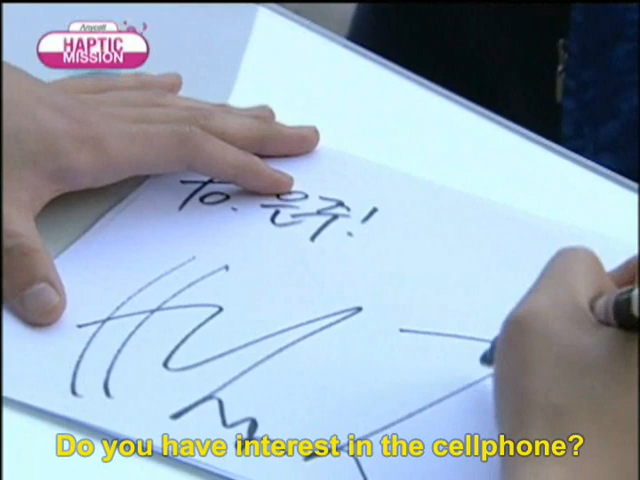 Anycall
HAPTIC
MISSION
to. 은주!
Do you have interest in the cellphone?